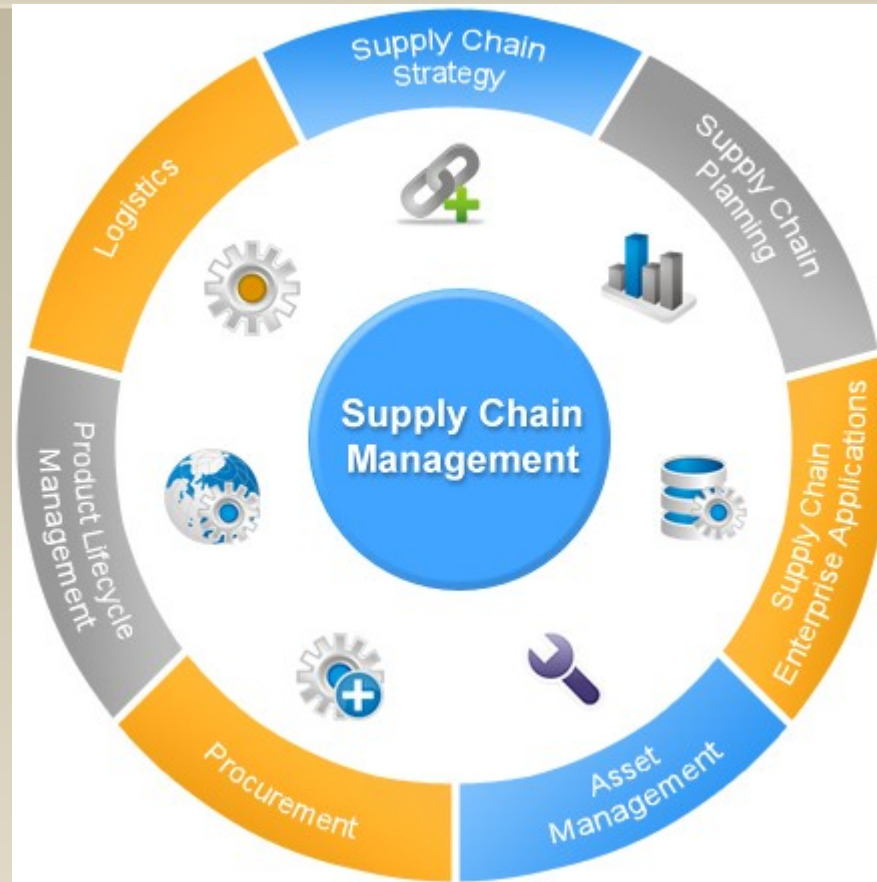 Supply Chain
Strategy
Supply Chain
Planning
Supply Chain
Enterprise Applications
Asset
Management
Procurement
Product Lifecycle
Management
Logistics
Supply Chain
Management